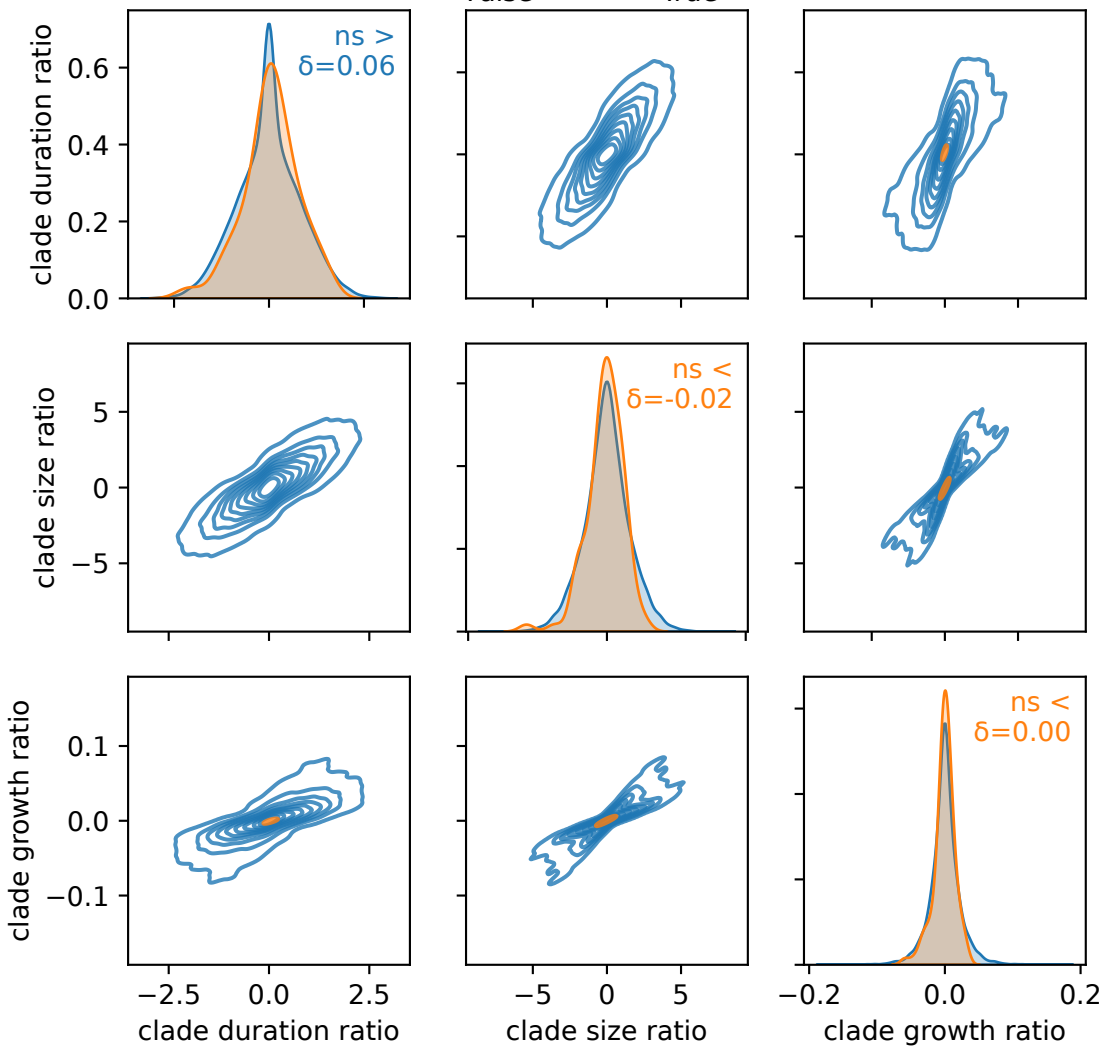 True
clade duration ratio
0.6
0.4
0.2
0.0
ns >
δ=0.06
clade size ratio
5
0
−5
ns <
δ=-0.02
clade growth ratio
0.1
0.0
−0.1
ns <
δ=0.00
−2.5 0.0 2.5
−5 0 5
−0.2 0.0 0.2
clade duration ratio
clade size ratio
clade growth ratio